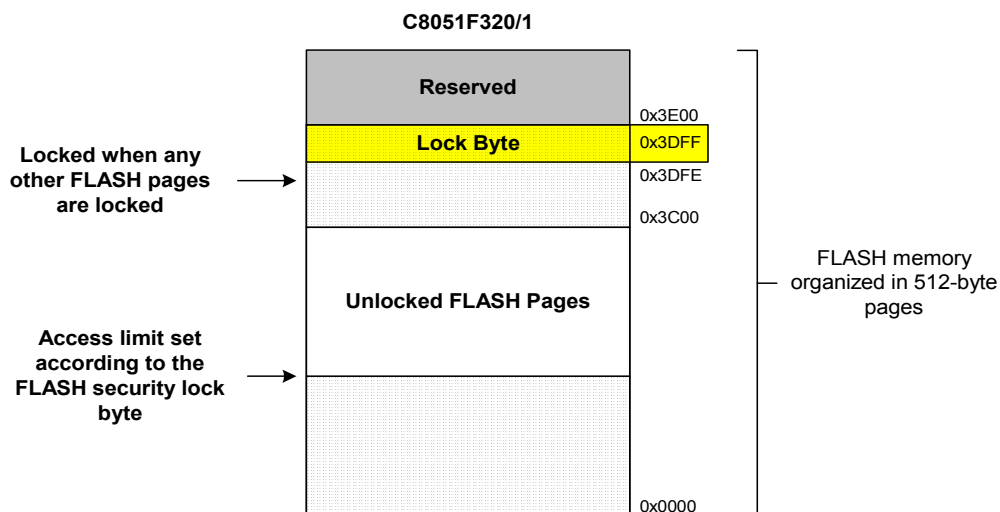 C8051F320/1
Reserved
0x3E00
Lock Byte
0x3DFF
Locked when any
other FLASH pages
are locked
0x3DFE
0x3C00
Unlocked FLASH Pages
FLASH memory
organized in 512-byte
pages
Access limit set
according to the
FLASH security lock
byte
0x0000